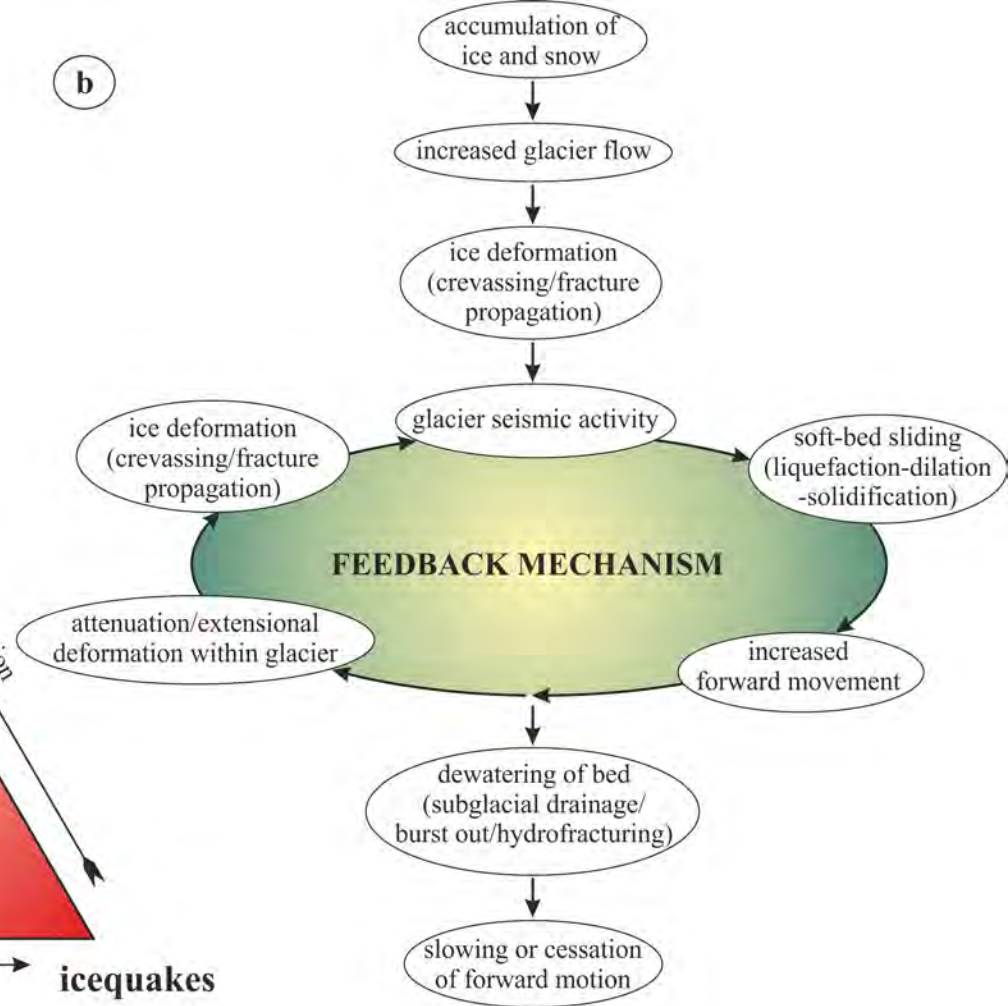 b
accumulation of
ice and snow
increased glacier flow
ice deformation
(crevassing/fracture
propagation)
glacier seismic activity
ice deformation
(crevassing/fracture
propagation)
soft-bed sliding
(liquefaction-dilation
-solidification)
FEEDBACK MECHANISM
attenuation/extensional
deformation within glacier
increased
forward movement
dewatering of bed
(subglacial drainage/
burst out/hydrofracturing)
slowing or cessation
of forward motion
icequakes